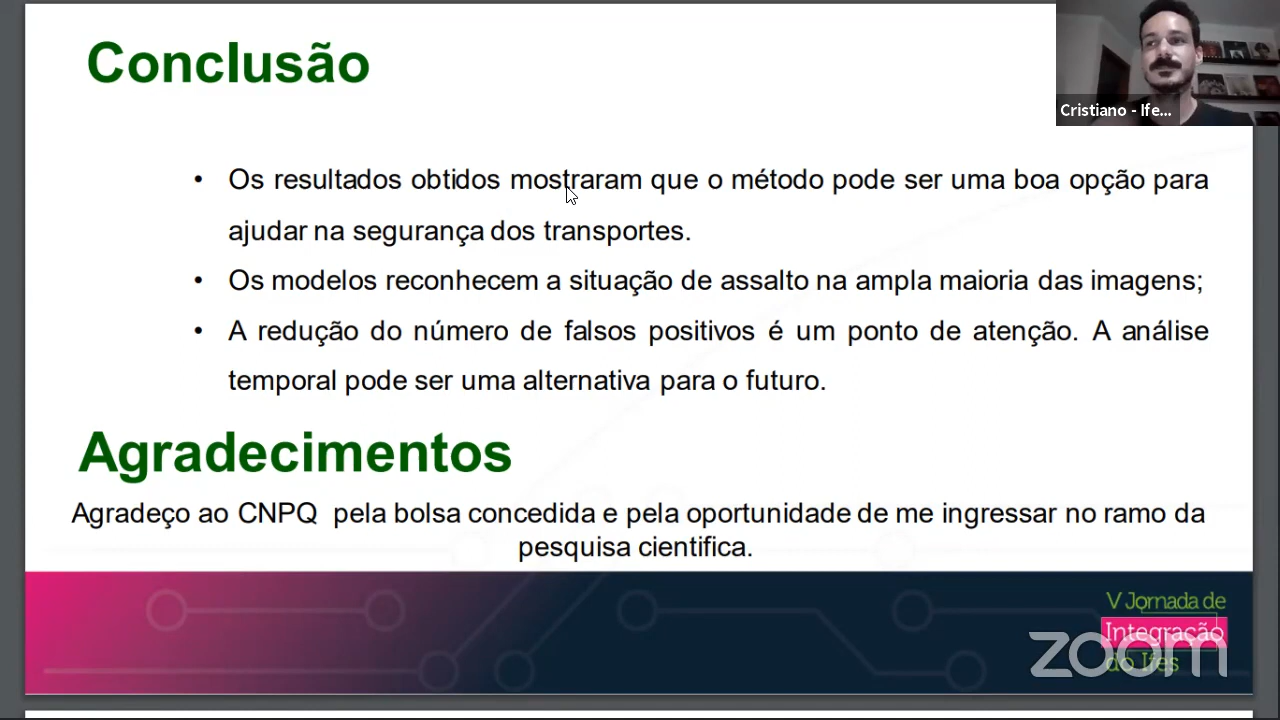 Conclusão
Cristiano - Ife...
• Os resultados obtidos mostraram que o método pode ser uma boa opção para
ajudar na segurança dos transportes.
• Os modelos reconhecem a situação de assalto na ampla maioria das imagens;
• A redução do número de falsos positivos é um ponto de atenção. A análise
temporal pode ser uma alternativa para o futuro.
Agradecimentos
Agradeço ao CNPQ pela bolsa concedida e pela oportunidade de me ingressar no ramo da
pesquisa cientifica.
V Jornada de
Integração
do Ifes
zoom